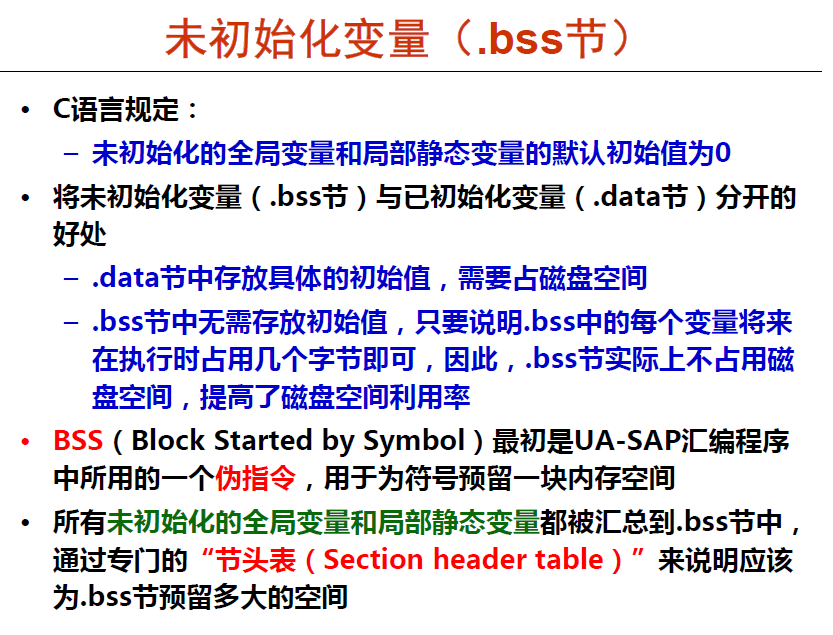 未初始化变量（.bss节）
• C语言规定：
– 未初始化的全局变量和局部静态变量的默认初始值为0
• 将未初始化变量（.bss节）与已初始化变量（.data节）分开的
好处
– .data节中存放具体的初始值，需要占磁盘空间
– .bss节中无需存放初始值，只要说明.bss中的每个变量将来
在执行时占用几个字节即可，因此，.bss节实际上不占用磁
盘空间，提高了磁盘空间利用率
• BSS（Block Started by Symbol）最初是UA-SAP汇编程序
中所用的一个伪指令，用于为符号预留一块内存空间
• 所有未初始化的全局变量和局部静态变量都被汇总到.bss节中，
通过专门的“节头表（Section header table）”来说明应该
为.bss节预留多大的空间